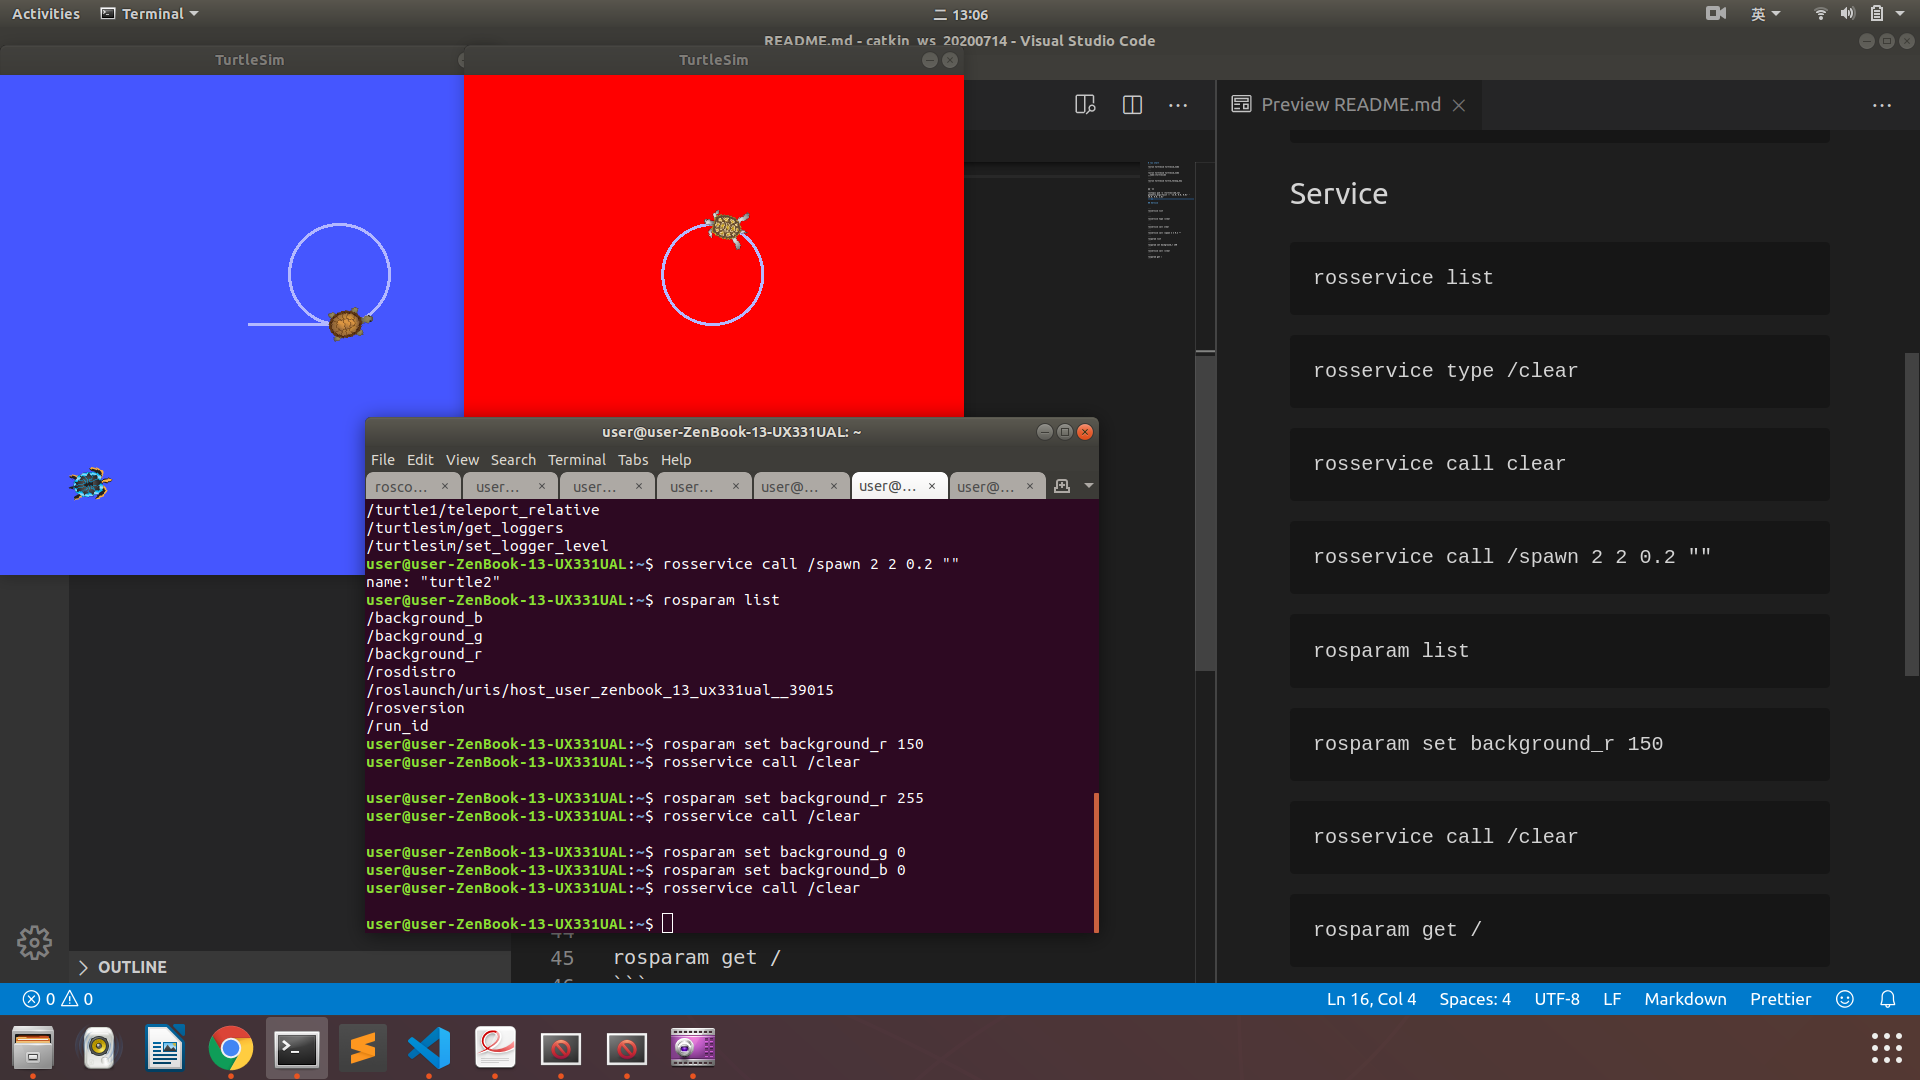 Activities
Terminal
二 13:06
英
README.md - catkin_ws_20200714 - Visual Studio Code
TurtleSim
TurtleSim
Preview README.md
Service
rosservice list
rosservice type /clear
rosservice call clear
rosservice call /spawn 2 2 0.2 ""
rosparam list
rosparam set background_r 150
rosservice call /clear
rosparam get /
user@user-ZenBook-13-UX331UAL: ~
File Edit View Search Terminal Tabs Help
rosco...
user...
user...
user...
user@...
user@...
user@...
/turtle1/teleport_relative
/turtlesim/get_loggers
/turtlesim/set_logger_level
user@user-ZenBook-13-UX331UAL:~$ rosservice call /spawn 2 2 0.2 ""
name: "turtle2"
user@user-ZenBook-13-UX331UAL:~$ rosparam list
/background_b
/background_g
/background_r
/rosdistro
/roslaunch/uris/host_user_zenbook_13_ux331ual__39015
/rosversion
/run_id
user@user-ZenBook-13-UX331UAL:~$ rosparam set background_r 150
user@user-ZenBook-13-UX331UAL:~$ rosservice call /clear
user@user-ZenBook-13-UX331UAL:~$ rosparam set background_r 255
user@user-ZenBook-13-UX331UAL:~$ rosservice call /clear
user@user-ZenBook-13-UX331UAL:~$ rosparam set background_g 0
user@user-ZenBook-13-UX331UAL:~$ rosparam set background_b 0
user@user-ZenBook-13-UX331UAL:~$ rosservice call /clear
user@user-ZenBook-13-UX331UAL:~$
45 rosparam get /
```
OUTLINE
0 0
Ln 16, Col 4
Spaces: 4
UTF-8
LF
Markdown
Prettier